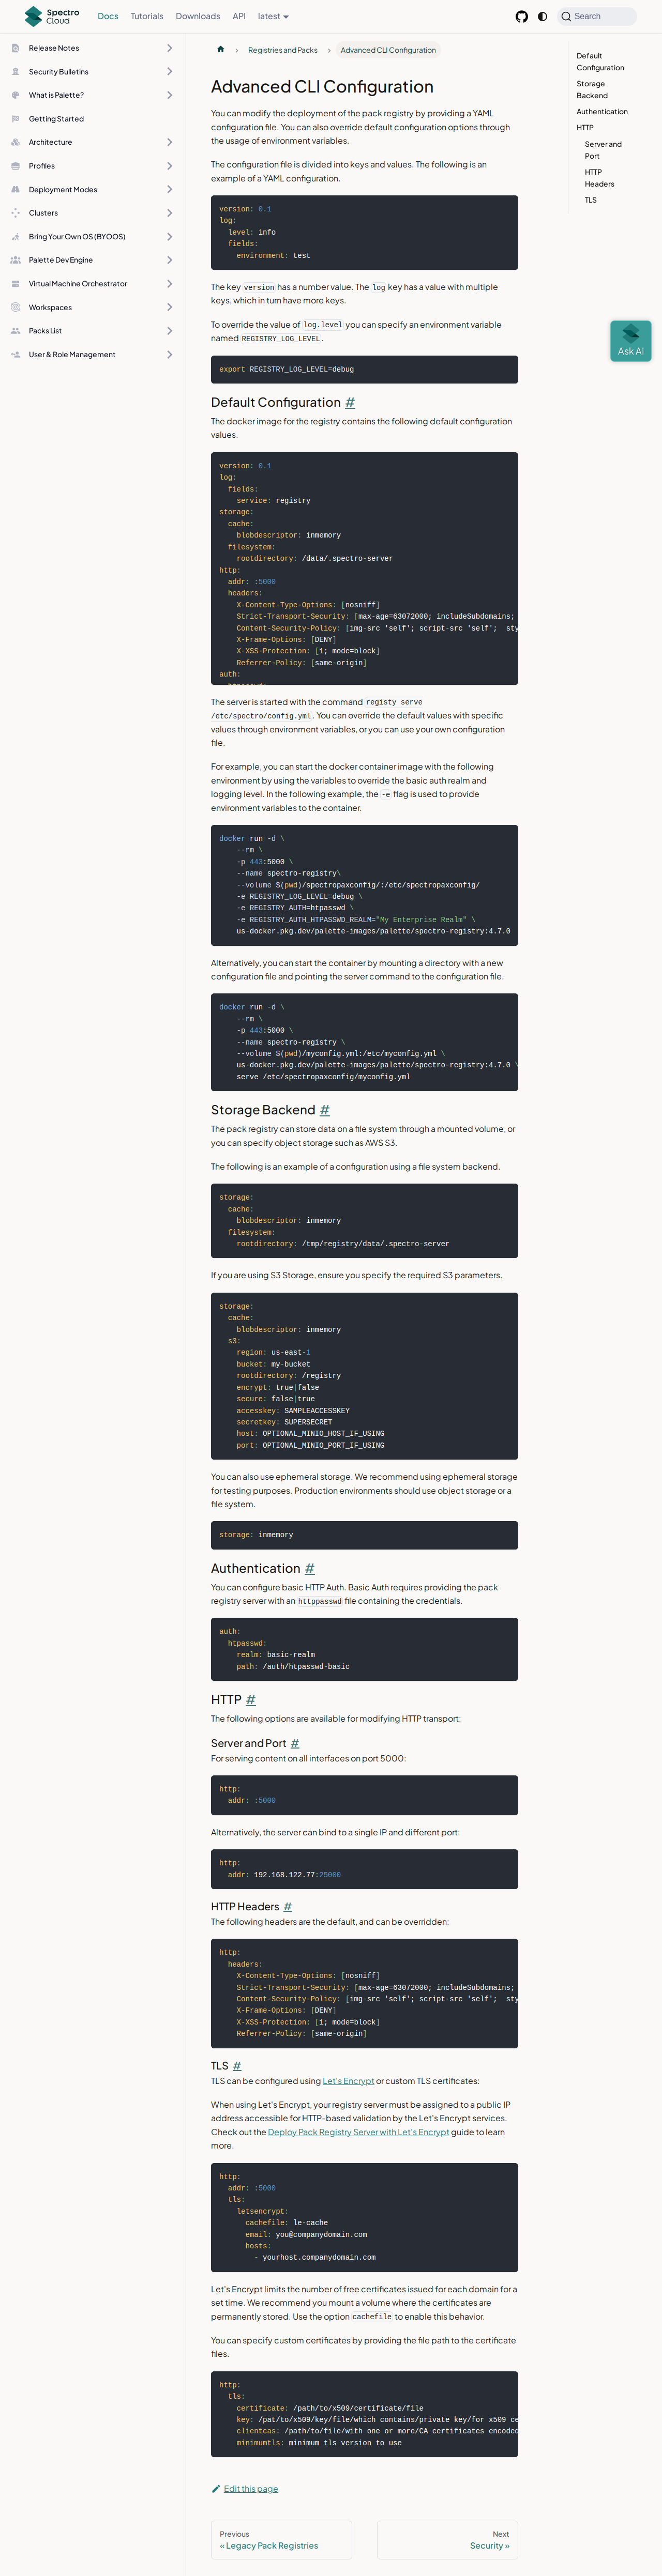 Spectro Cloud
Docs
Tutorials
Downloads
API
latest
Search
Release Notes
Security Bulletins
What is Palette?
Getting Started
Architecture
Profiles
Deployment Modes
Clusters
Bring Your Own OS (BYOOS)
Palette Dev Engine
Virtual Machine Orchestrator
Workspaces
Packs List
User & Role Management
Registries and Packs
Advanced CLI Configuration
Advanced CLI Configuration
You can modify the deployment of the pack registry by providing a YAML
configuration file. You can also override default configuration options through
the usage of environment variables.
The configuration file is divided into keys and values. The following is an
example of a YAML configuration.
version: 0.1
log:
  level: info
  fields:
    environment: test
The key version has a number value. The log key has a value with multiple
keys, which in turn have more keys.
To override the value of log.level you can specify an environment variable
named REGISTRY_LOG_LEVEL.
export REGISTRY_LOG_LEVEL=debug
Default Configuration #
The docker image for the registry contains the following default configuration
values.
version: 0.1
log:
  fields:
    service: registry
storage:
  cache:
    blobdescriptor: inmemory
  filesystem:
    rootdirectory: /data/.spectro-server
http:
  addr: :5000
  headers:
    X-Content-Type-Options: [nosniff]
    Strict-Transport-Security: [max-age=63072000; includeSubdomains;
    Content-Security-Policy: [img-src 'self'; script-src 'self';  sty
    X-Frame-Options: [DENY]
    X-XSS-Protection: [1; mode=block]
    Referrer-Policy: [same-origin]
auth:
The server is started with the command registy serve
/etc/spectro/config.yml. You can override the default values with specific
values through environment variables, or you can use your own configuration
file.
For example, you can start the docker container image with the following
environment by using the variables to override the basic auth realm and
logging level. In the following example, the -e flag is used to provide
environment variables to the container.
docker run -d \
    --rm \
    -p 443:5000 \
    --name spectro-registry\
    --volume $(pwd)/spectropaxconfig/:/etc/spectropaxconfig/
    -e REGISTRY_LOG_LEVEL=debug \
    -e REGISTRY_AUTH=htpasswd \
    -e REGISTRY_AUTH_HTPASSWD_REALM="My Enterprise Realm" \
    us-docker.pkg.dev/palette-images/palette/spectro-registry:4.7.0
Alternatively, you can start the container by mounting a directory with a new
configuration file and pointing the server command to the configuration file.
docker run -d \
    --rm \
    -p 443:5000 \
    --name spectro-registry \
    --volume $(pwd)/myconfig.yml:/etc/myconfig.yml \
    us-docker.pkg.dev/palette-images/palette/spectro-registry:4.7.0 \
    serve /etc/spectropaxconfig/myconfig.yml
Storage Backend #
The pack registry can store data on a file system through a mounted volume, or
you can specify object storage such as AWS S3.
The following is an example of a configuration using a file system backend.
storage:
  cache:
    blobdescriptor: inmemory
  filesystem:
    rootdirectory: /tmp/registry/data/.spectro-server
If you are using S3 Storage, ensure you specify the required S3 parameters.
storage:
  cache:
    blobdescriptor: inmemory
  s3:
    region: us-east-1
    bucket: my-bucket
    rootdirectory: /registry
    encrypt: true|false
    secure: false|true
    accesskey: SAMPLEACCESSKEY
    secretkey: SUPERSECRET
    host: OPTIONAL_MINIO_HOST_IF_USING
    port: OPTIONAL_MINIO_PORT_IF_USING
You can also use ephemeral storage. We recommend using ephemeral storage
for testing purposes. Production environments should use object storage or a
file system.
storage: inmemory
Authentication #
You can configure basic HTTP Auth. Basic Auth requires providing the pack
registry server with an httppasswd file containing the credentials.
auth:
  htpasswd:
    realm: basic-realm
    path: /auth/htpasswd-basic
HTTP #
The following options are available for modifying HTTP transport:
Server and Port #
For serving content on all interfaces on port 5000:
http:
  addr: :5000
Alternatively, the server can bind to a single IP and different port:
http:
  addr: 192.168.122.77:25000
HTTP Headers #
The following headers are the default, and can be overridden:
http:
  headers:
    X-Content-Type-Options: [nosniff]
    Strict-Transport-Security: [max-age=63072000; includeSubdomains;
    Content-Security-Policy: [img-src 'self'; script-src 'self';  sty
    X-Frame-Options: [DENY]
    X-XSS-Protection: [1; mode=block]
    Referrer-Policy: [same-origin]
TLS #
TLS can be configured using Let's Encrypt or custom TLS certificates:
When using Let's Encrypt, your registry server must be assigned to a public IP
address accessible for HTTP-based validation by the Let's Encrypt services.
Check out the Deploy Pack Registry Server with Let's Encrypt guide to learn
more.
http:
  addr: :5000
  tls:
    letsencrypt:
      cachefile: le-cache
      email: you@companydomain.com
      hosts:
        - yourhost.companydomain.com
Let's Encrypt limits the number of free certificates issued for each domain for a
set time. We recommend you mount a volume where the certificates are
permanently stored. Use the option cachefile to enable this behavior.
You can specify custom certificates by providing the file path to the certificate
files.
http:
  tls:
    certificate: /path/to/x509/certificate/file
    key: /pat/to/x509/key/file/which contains/private key/for x509 ce
    clientcas: /path/to/file/with one or more/CA certificates encoded
    minimumtls: minimum tls version to use
Edit this page
Previous
« Legacy Pack Registries
Next
Security »
Default
Configuration
Storage
Backend
Authentication
HTTP
Server and
Port
HTTP
Headers
TLS
Ask AI